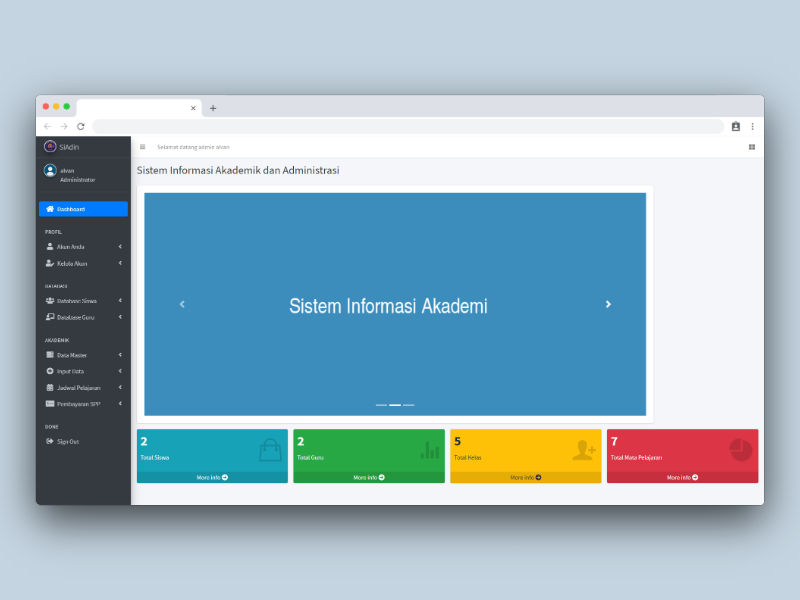 SIAdin
Selamat datang admin alvan
alvan
Administrator
Sistem Informasi Akademik dan Administrasi
Dashboard
PROFIL
Akun Anda
Kelola Akun
DATABASE
Database Siswa
Database Guru
AKADEMIK
Data Master
Input Data
Jadwal Pelajaran
Pembayaran SPP
DONE
Sign Out
Sistem Informasi Akademi
2
Total Siswa
More info
2
Total Guru
More info
5
Total Kelas
More info
7
Total Mata Pelajaran
More info